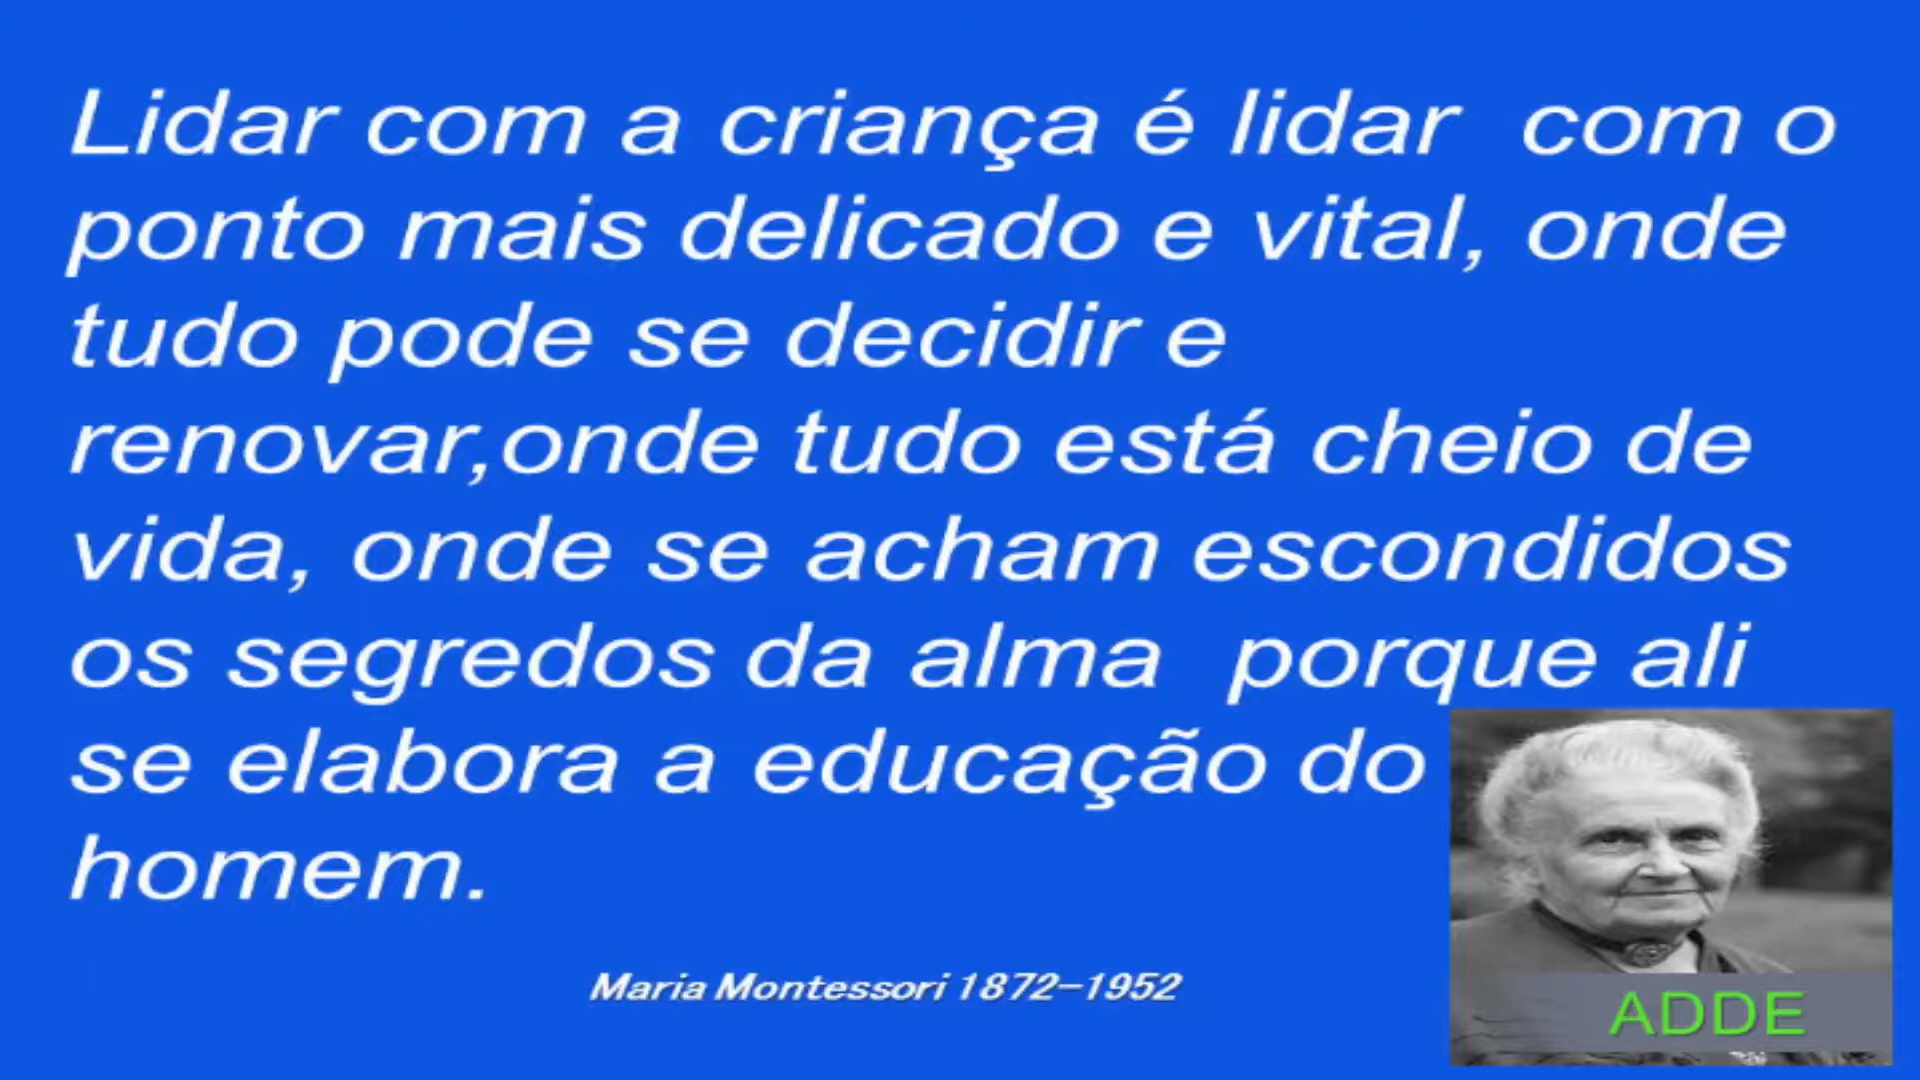 Lidar com a criança é lidar  com o
ponto mais delicado e vital, onde
tudo pode se decidir e
renovar,onde tudo está cheio de
vida, onde se acham escondidos
os segredos da alma  porque ali
se elabora a educação do
homem.
Maria Montessori 1872-1952
ADDE